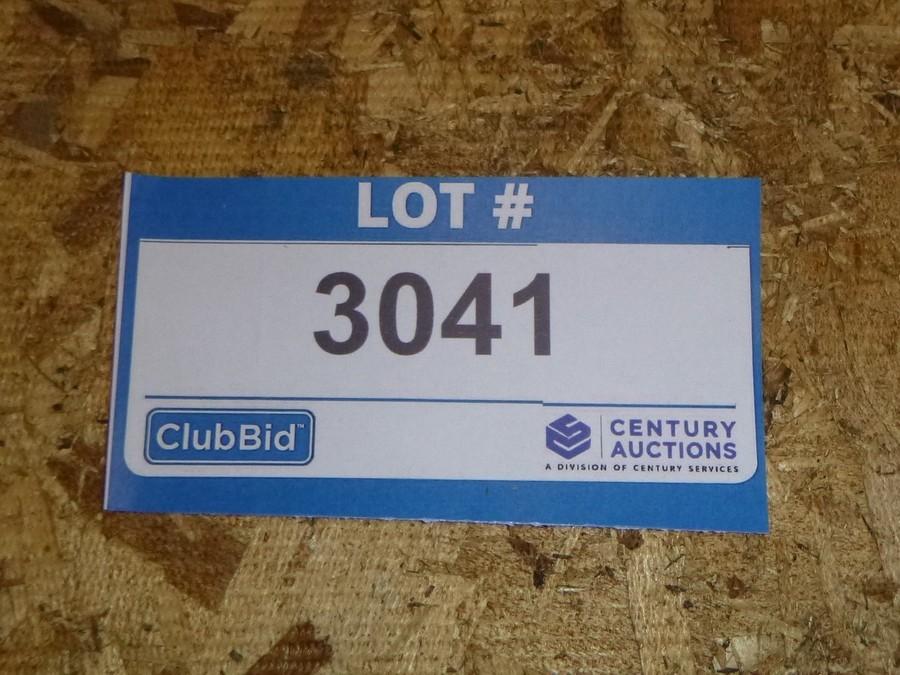 LOT #
3041
ClubBid™
CENTURY
AUCTIONS
A DIVISION OF CENTURY SERVICES